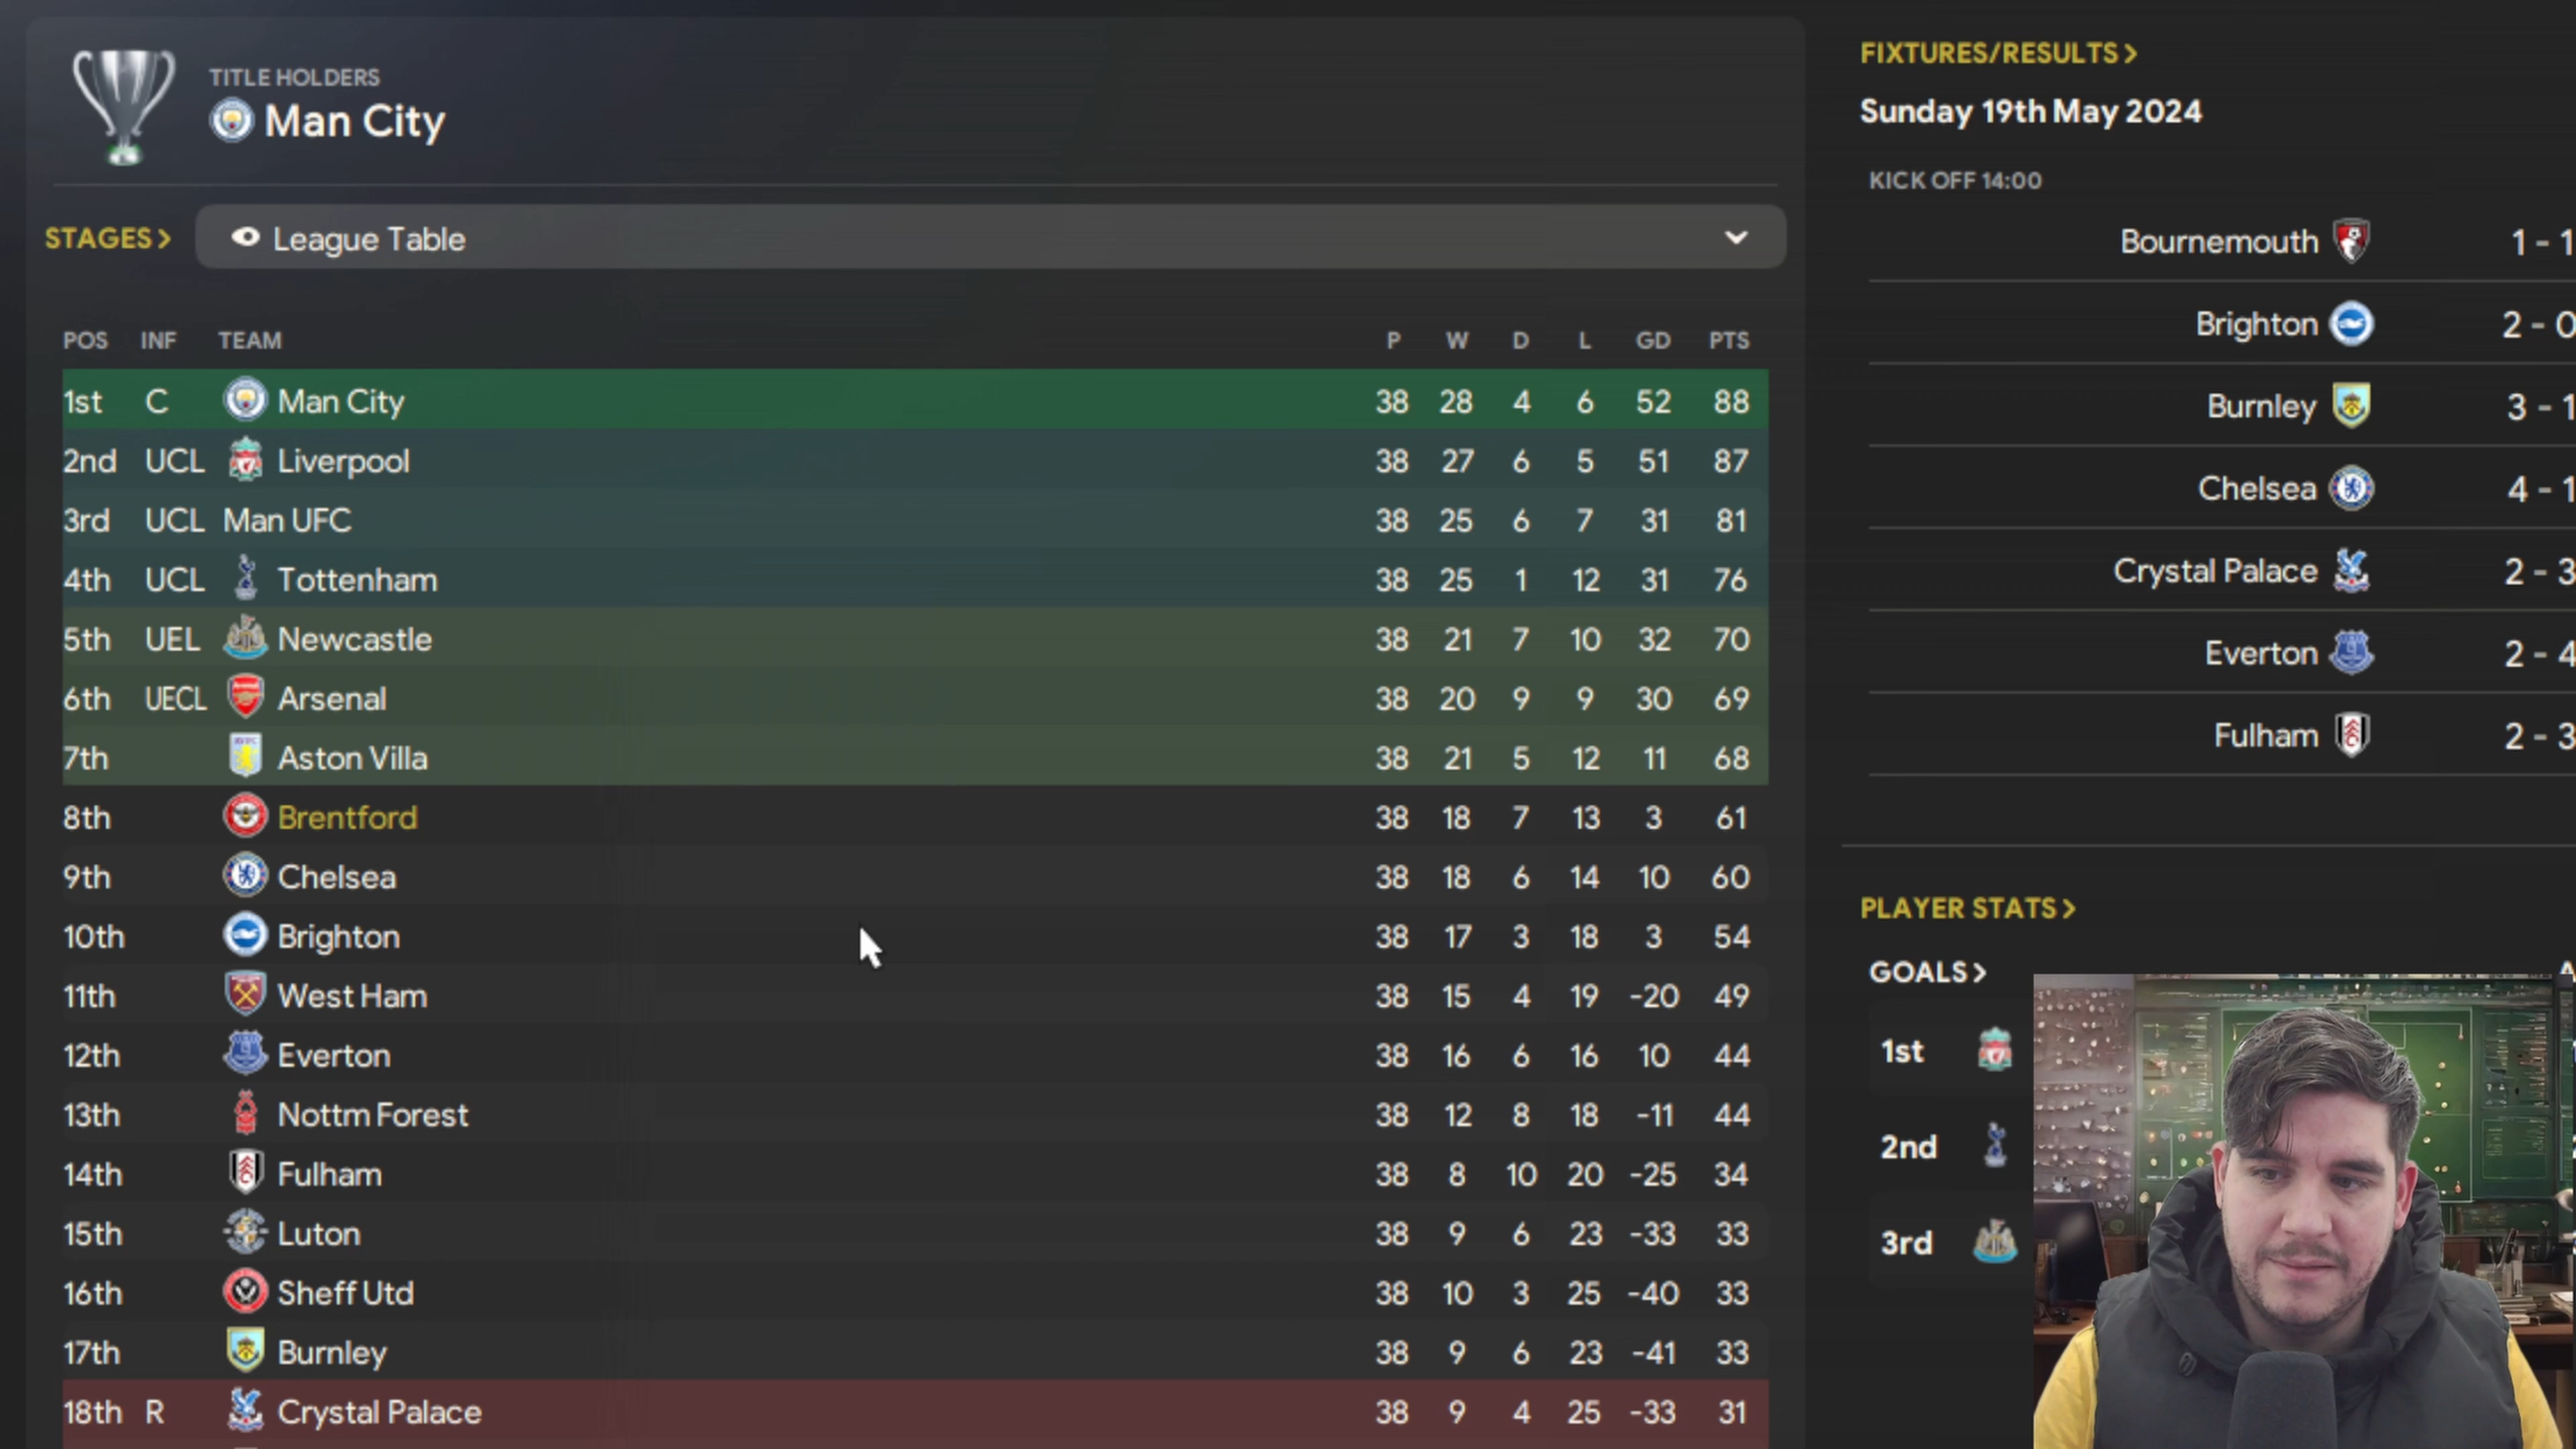 TITLE HOLDERS
Man City
STAGES >
League Table
POS INF TEAM P W D L GD PTS
1st C Man City 38 28 4 6 52 88
2nd UCL Liverpool 38 27 6 5 51 87
3rd UCL Man UFC 38 25 6 7 31 81
4th UCL Tottenham 38 25 1 12 31 76
5th UEL Newcastle 38 21 7 10 32 70
6th UECL Arsenal 38 20 9 9 30 69
7th Aston Villa 38 21 5 12 11 68
8th Brentford 38 18 7 13 3 61
9th Chelsea 38 18 6 14 10 60
10th Brighton 38 17 3 18 3 54
11th West Ham 38 15 4 19 -20 49
12th Everton 38 16 6 16 10 44
13th Nottm Forest 38 12 8 18 -11 44
14th Fulham 38 8 10 20 -25 34
15th Luton 38 9 6 23 -33 33
16th Sheff Utd 38 10 3 25 -40 33
17th Burnley 38 9 6 23 -41 33
18th R Crystal Palace 38 9 4 25 -33 31
FIXTURES/RESULTS >
Sunday 19th May 2024
KICK OFF 14:00
Bournemouth 1 - 1
Brighton 2 - 0
Burnley 3 - 1
Chelsea 4 - 1
Crystal Palace 2 - 3
Everton 2 - 4
Fulham 2 - 3
PLAYER STATS >
GOALS >
1st
2nd
3rd